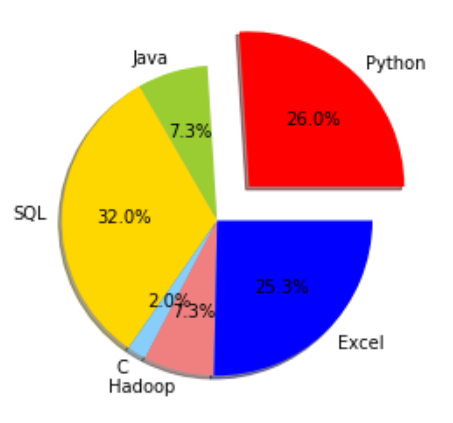 Java
Python
26.0%
7.3%
SQL
32.0%
25.3%
2.0%
7.3%
Excel
C
Hadoop